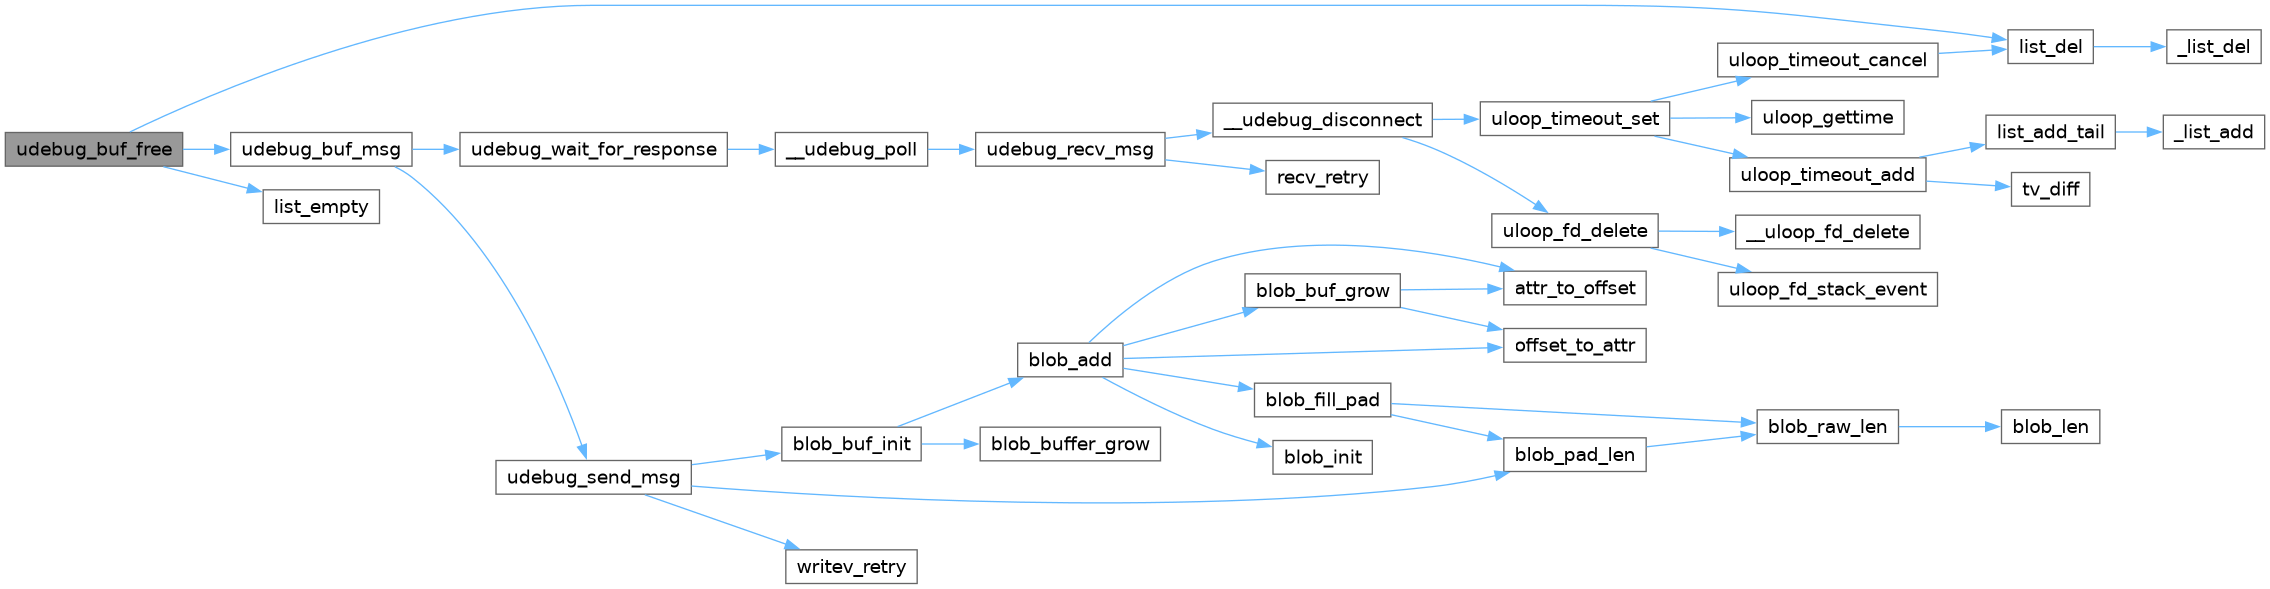 udebug_buf_free
udebug_buf_msg
list_empty
udebug_wait_for_response
udebug_send_msg
__udebug_poll
blob_buf_init
writev_retry
udebug_recv_msg
blob_add
blob_buffer_grow
__udebug_disconnect
recv_retry
blob_buf_grow
blob_fill_pad
blob_init
uloop_timeout_set
uloop_fd_delete
attr_to_offset
offset_to_attr
blob_pad_len
uloop_timeout_cancel
uloop_gettime
uloop_timeout_add
__uloop_fd_delete
uloop_fd_stack_event
blob_raw_len
list_del
list_add_tail
tv_diff
blob_len
_list_del
_list_add